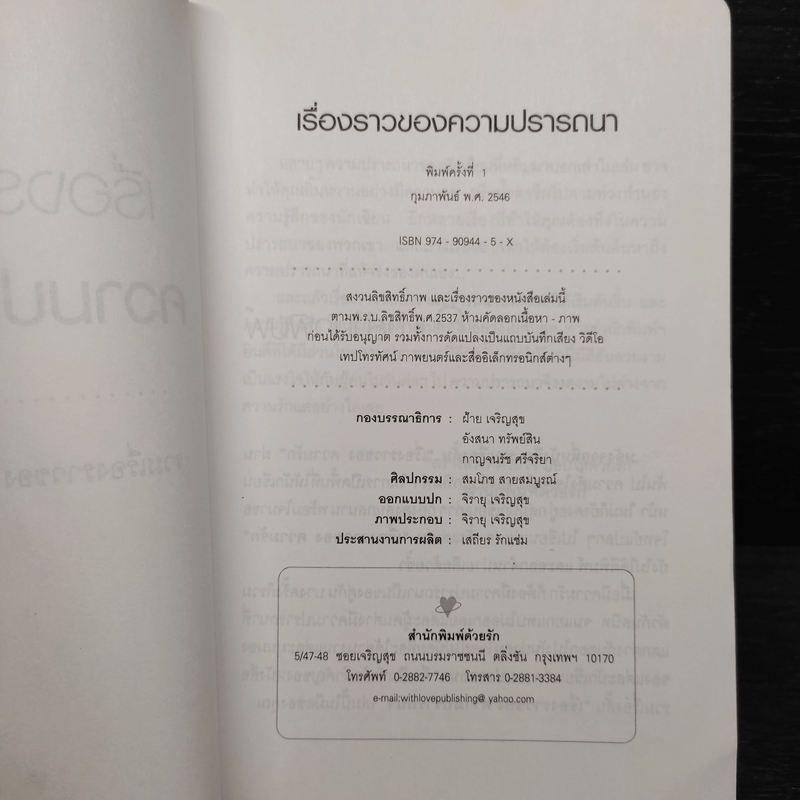 เรื่องราวของความปรารถนา
พิมพ์ครั้งที่ 1
กุมภาพันธ์ พ.ศ. 2546
ISBN 974 - 90944 - 5 - X
สงวนลิขสิทธิ์ภาพ และเรื่องราวของหนังสือเล่มนี้
ตามพ.ร.บ.ลิขสิทธิ์พ.ศ.2537 ห้ามคัดลอกเนื้อหา - ภาพ
ก่อนได้รับอนุญาต รวมทั้งการดัดแปลงเป็นแถบบันทึกเสียง วิดีโอ
เทปโทรทัศน์ ภาพยนตร์และสื่ออิเล็กทรอนิกส์ต่างๆ
กองบรรณาธิการ : ฝ้าย เจริญสุข
อังสนา ทรัพย์สิน
กาญจนรัช ศรีจริยา
ศิลปกรรม : สมโภช สายสมบูรณ์
ออกแบบปก : จิรายุ เจริญสุข
ภาพประกอบ : จิรายุ เจริญสุข
ประสานงานการผลิต : เสถียร รักแช่ม
สำนักพิมพ์ด้วยรัก
5/47-48 ซอยเจริญสุข ถนนบรมราชชนนี ตลิ่งชัน กรุงเทพฯ 10170
โทรศัพท์ 0-2882-7746 โทรสาร 0-2881-3384
e-mail:withlovepublishing@ yahoo.com